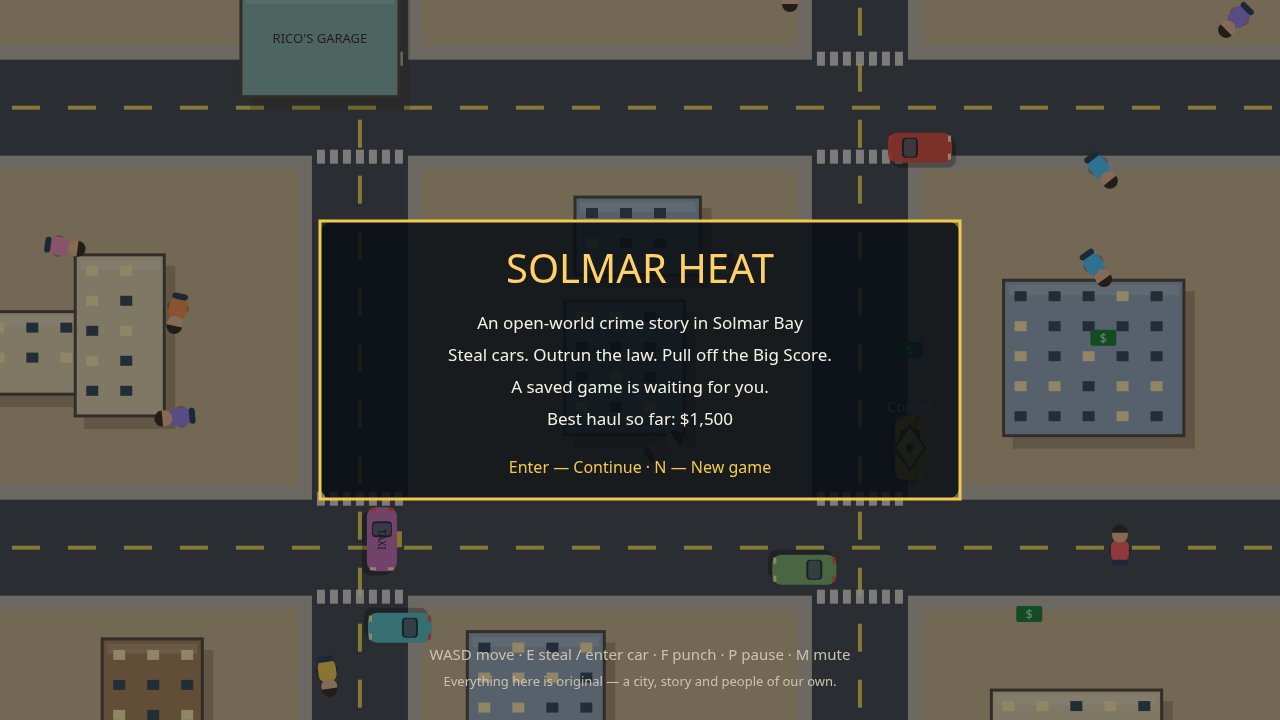 RICO'S GARAGE
SOLMAR HEAT
An open-world crime story in Solmar Bay
Steal cars. Outrun the law. Pull off the Big Score.
A saved game is waiting for you.
Best haul so far: $1,500
Enter — Continue · N — New game
$
$
Comet
TAXI
$
WASD move · E steal / enter car · F punch · P pause · M mute
Everything here is original — a city, story and people of our own.